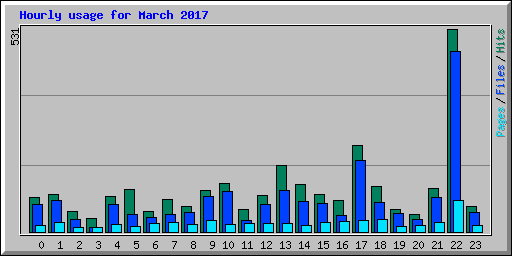 Hourly usage for March 2017
531
Pages/Files/Hits
0 1 2 3 4 5 6 7 8 9 10 11 12 13 14 15 16 17 18 19 20 21 22 23